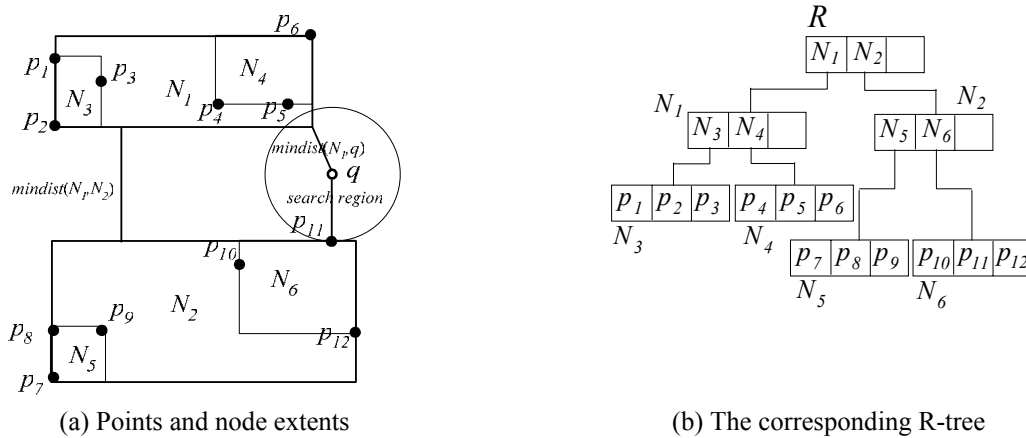 p6
p1
p3
N4
N3
N1
p4
p5
p2
mindist(N1,q)
q
mindist(N1,N2)
search region
p11
p10
N6
N2
p8
p9
p12
N5
p7
(a) Points and node extents
R
N1 N2
N1
N2
N3 N4
N5 N6
p1 p2 p3
p4 p5 p6
N3
N4
p7 p8 p9
p10 p11 p12
N5
N6
(b) The corresponding R-tree